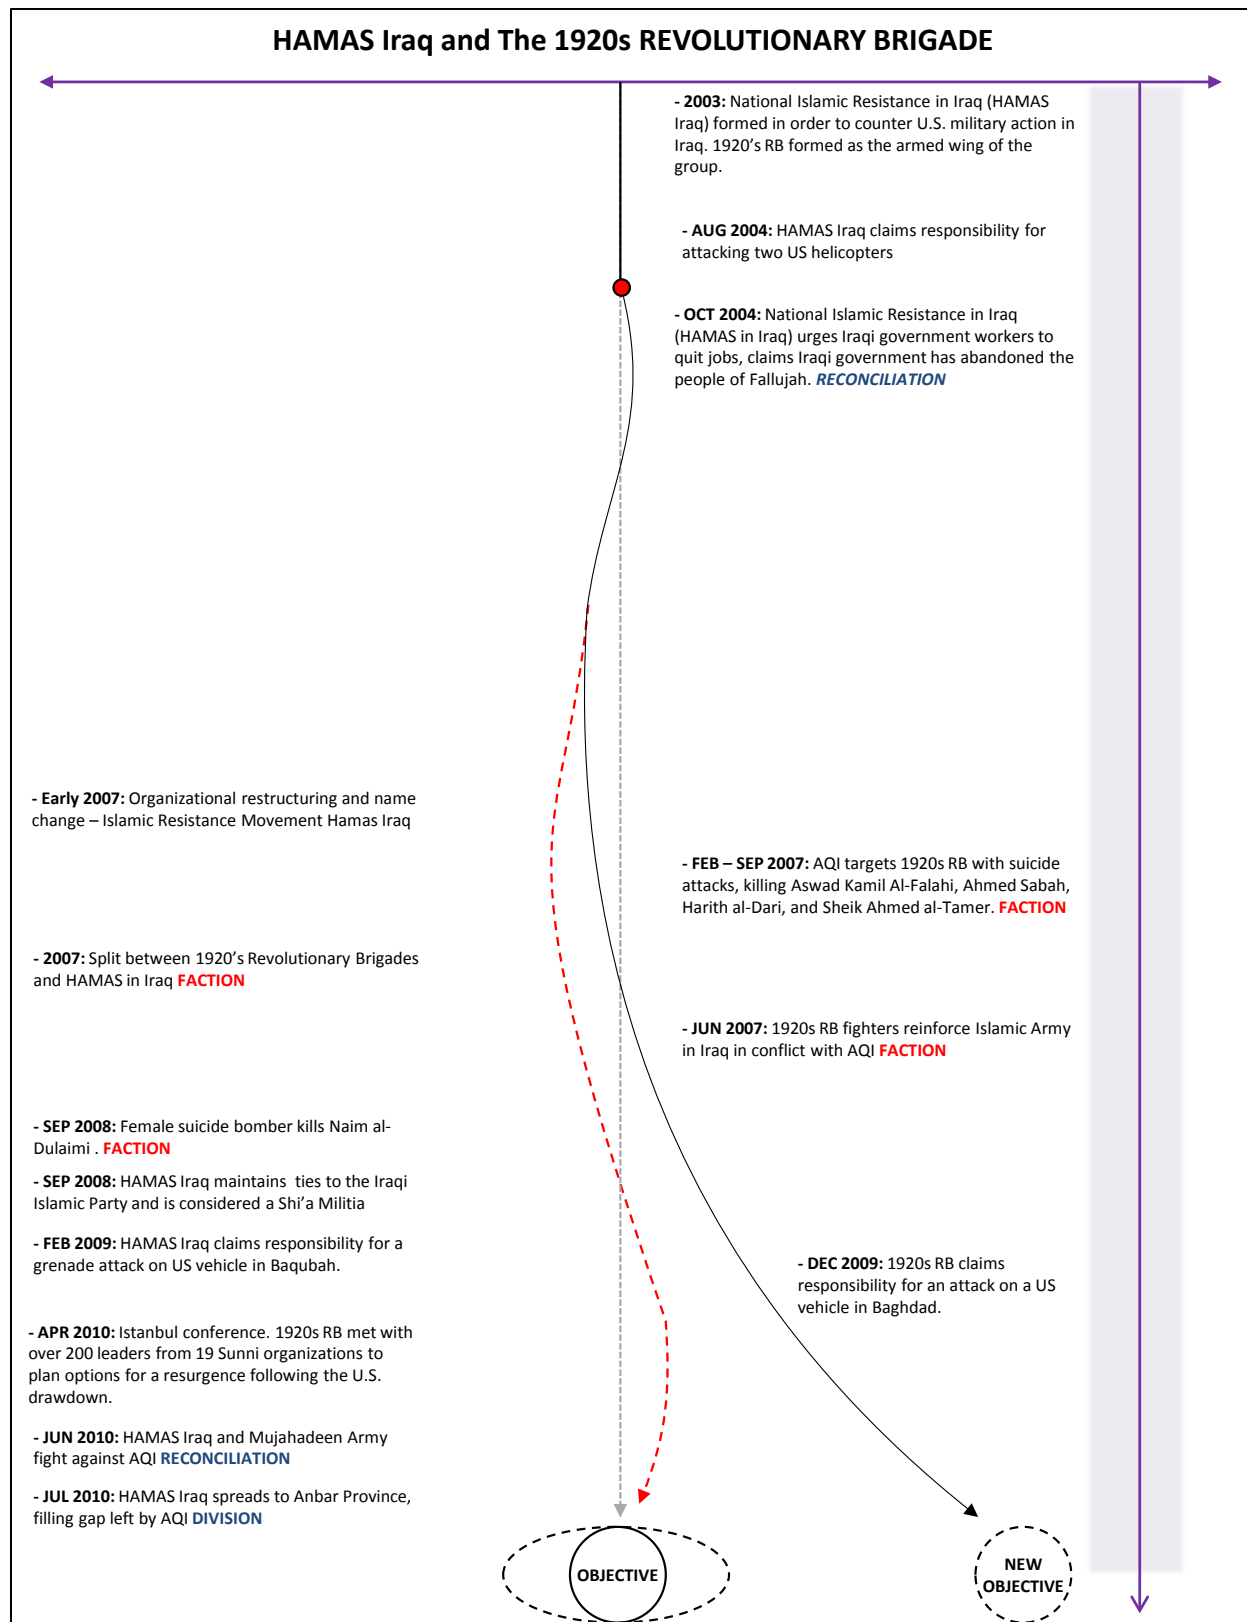 HAMAS Iraq and The 1920s REVOLUTIONARY BRIGADE
- 2003: National Islamic Resistance in Iraq (HAMAS
Iraq) formed in order to counter U.S. military action in
Iraq. 1920's RB formed as the armed wing of the
group.
- AUG 2004: HAMAS Iraq claims responsibility for
attacking two US helicopters
- OCT 2004: National Islamic Resistance in Iraq
(HAMAS in Iraq) urges Iraqi government workers to
quit jobs, claims Iraqi government has abandoned the
people of Fallujah. RECONCILIATION
- Early 2007: Organizational restructuring and name
change – Islamic Resistance Movement Hamas Iraq
- FEB – SEP 2007: AQI targets 1920s RB with suicide
attacks, killing Aswad Kamil Al-Falahi, Ahmed Sabah,
Harith al-Dari, and Sheik Ahmed al-Tamer. FACTION
- 2007: Split between 1920's Revolutionary Brigades
and HAMAS in Iraq FACTION
- JUN 2007: 1920s RB fighters reinforce Islamic Army
in Iraq in conflict with AQI FACTION
- SEP 2008: Female suicide bomber kills Naim al-
Dulaimi . FACTION
- SEP 2008: HAMAS Iraq maintains ties to the Iraqi
Islamic Party and is considered a Shi'a Militia
- FEB 2009: HAMAS Iraq claims responsibility for a
grenade attack on US vehicle in Baqubah.
- DEC 2009: 1920s RB claims
responsibility for an attack on a US
vehicle in Baghdad.
- APR 2010: Istanbul conference. 1920s RB met with
over 200 leaders from 19 Sunni organizations to
plan options for a resurgence following the U.S.
drawdown.
- JUN 2010: HAMAS Iraq and Mujahadeen Army
fight against AQI RECONCILIATION
- JUL 2010: HAMAS Iraq spreads to Anbar Province,
filling gap left by AQI DIVISION
OBJECTIVE
NEW
OBJECTIVE